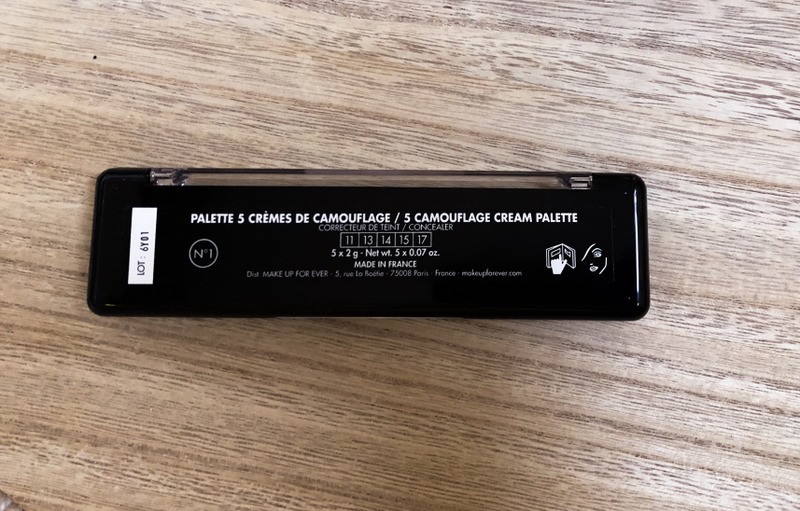 PALETTE 5 CRÈMES DE CAMOUFLAGE / 5 CAMOUFLAGE CREAM PALETTE
CORRECTEUR DE TEINT / CONCEALER
11 13 14 15 17
5 x 2 g - Net wt. 5 x 0.07 oz.
MADE IN FRANCE
Dist MAKE UP FOR EVER - 5, rue La Boétie - 75008 Paris - France - makeupforever.com
N°1
LOT : 6Y01